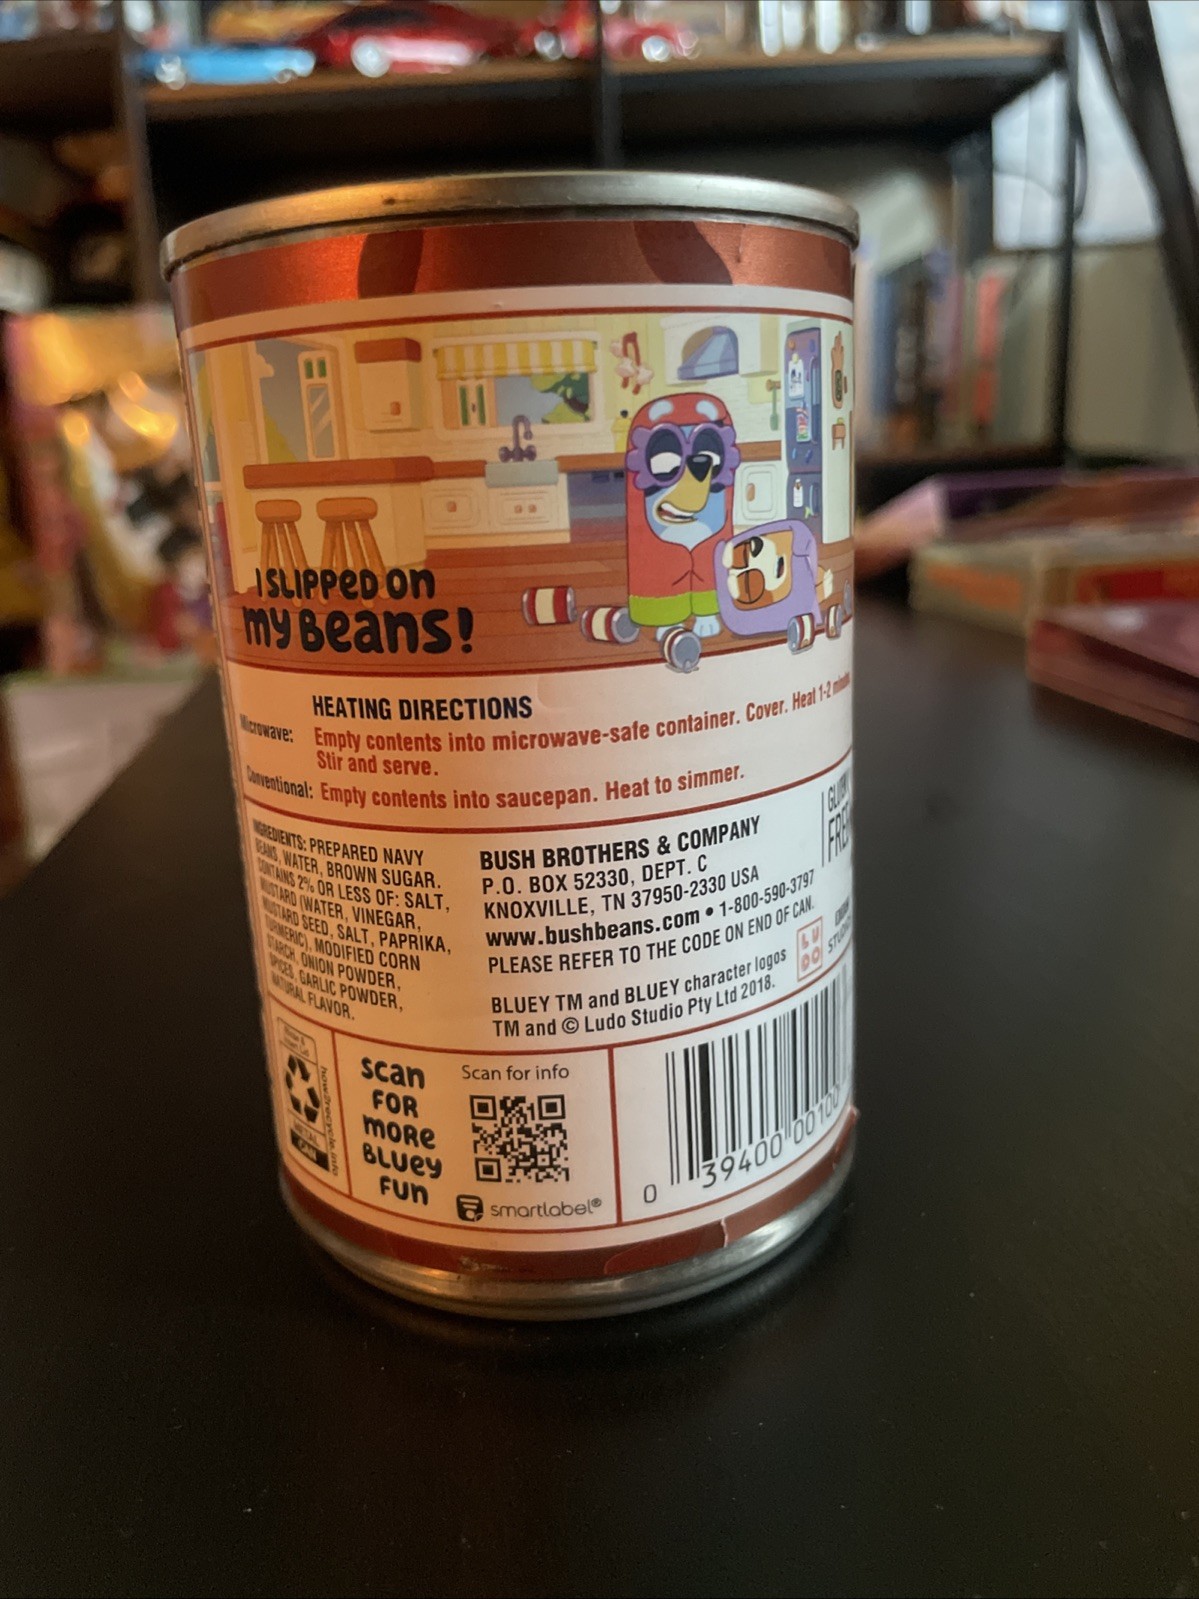 I SLIPPED ON
MY BEANS!
HEATING DIRECTIONS
Microwave: Empty contents into microwave-safe container. Cover. Heat 1-2 minutes.
Stir and serve.
Conventional: Empty contents into saucepan. Heat to simmer.
INGREDIENTS: PREPARED NAVY
BEANS, WATER, BROWN SUGAR.
CONTAINS 2% OR LESS OF: SALT,
MUSTARD (WATER, VINEGAR,
MUSTARD SEED, SALT, PAPRIKA,
TURMERIC), MODIFIED CORN
STARCH, ONION POWDER,
SPICES, GARLIC POWDER,
NATURAL FLAVOR.
BUSH BROTHERS & COMPANY
P.O. BOX 52330, DEPT. C
KNOXVILLE, TN 37950-2330 USA
www.bushbeans.com • 1-800-590-3797
PLEASE REFER TO THE CODE ON END OF CAN.
BLUEY TM and BLUEY character logos
TM and © Ludo Studio Pty Ltd 2018.
GLUTEN
FREE
LU
DO
METAL
CAN
how2recycle.info
SCAN
FOR
MORE
BLUEY
FUN
Scan for info
smartlabel®
0 39400 00100